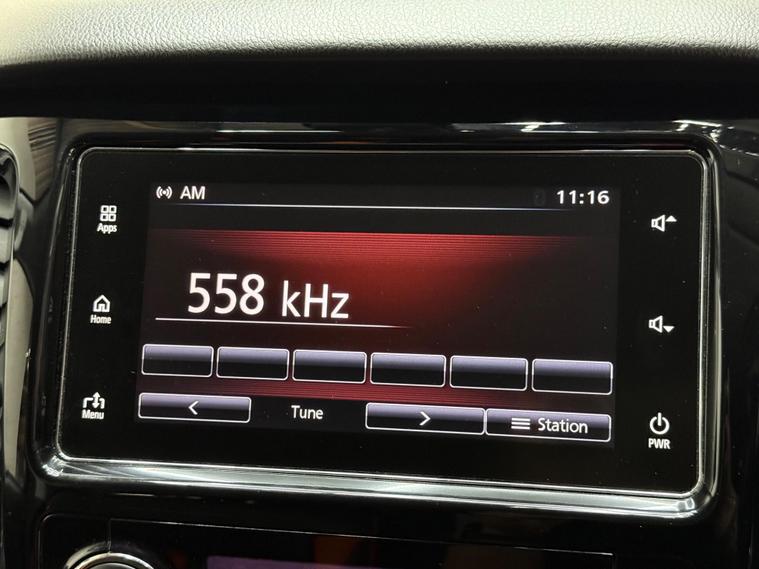 AM
11:16
Apps
558 kHz
Home
Menu
< Tune >
Station
PWR